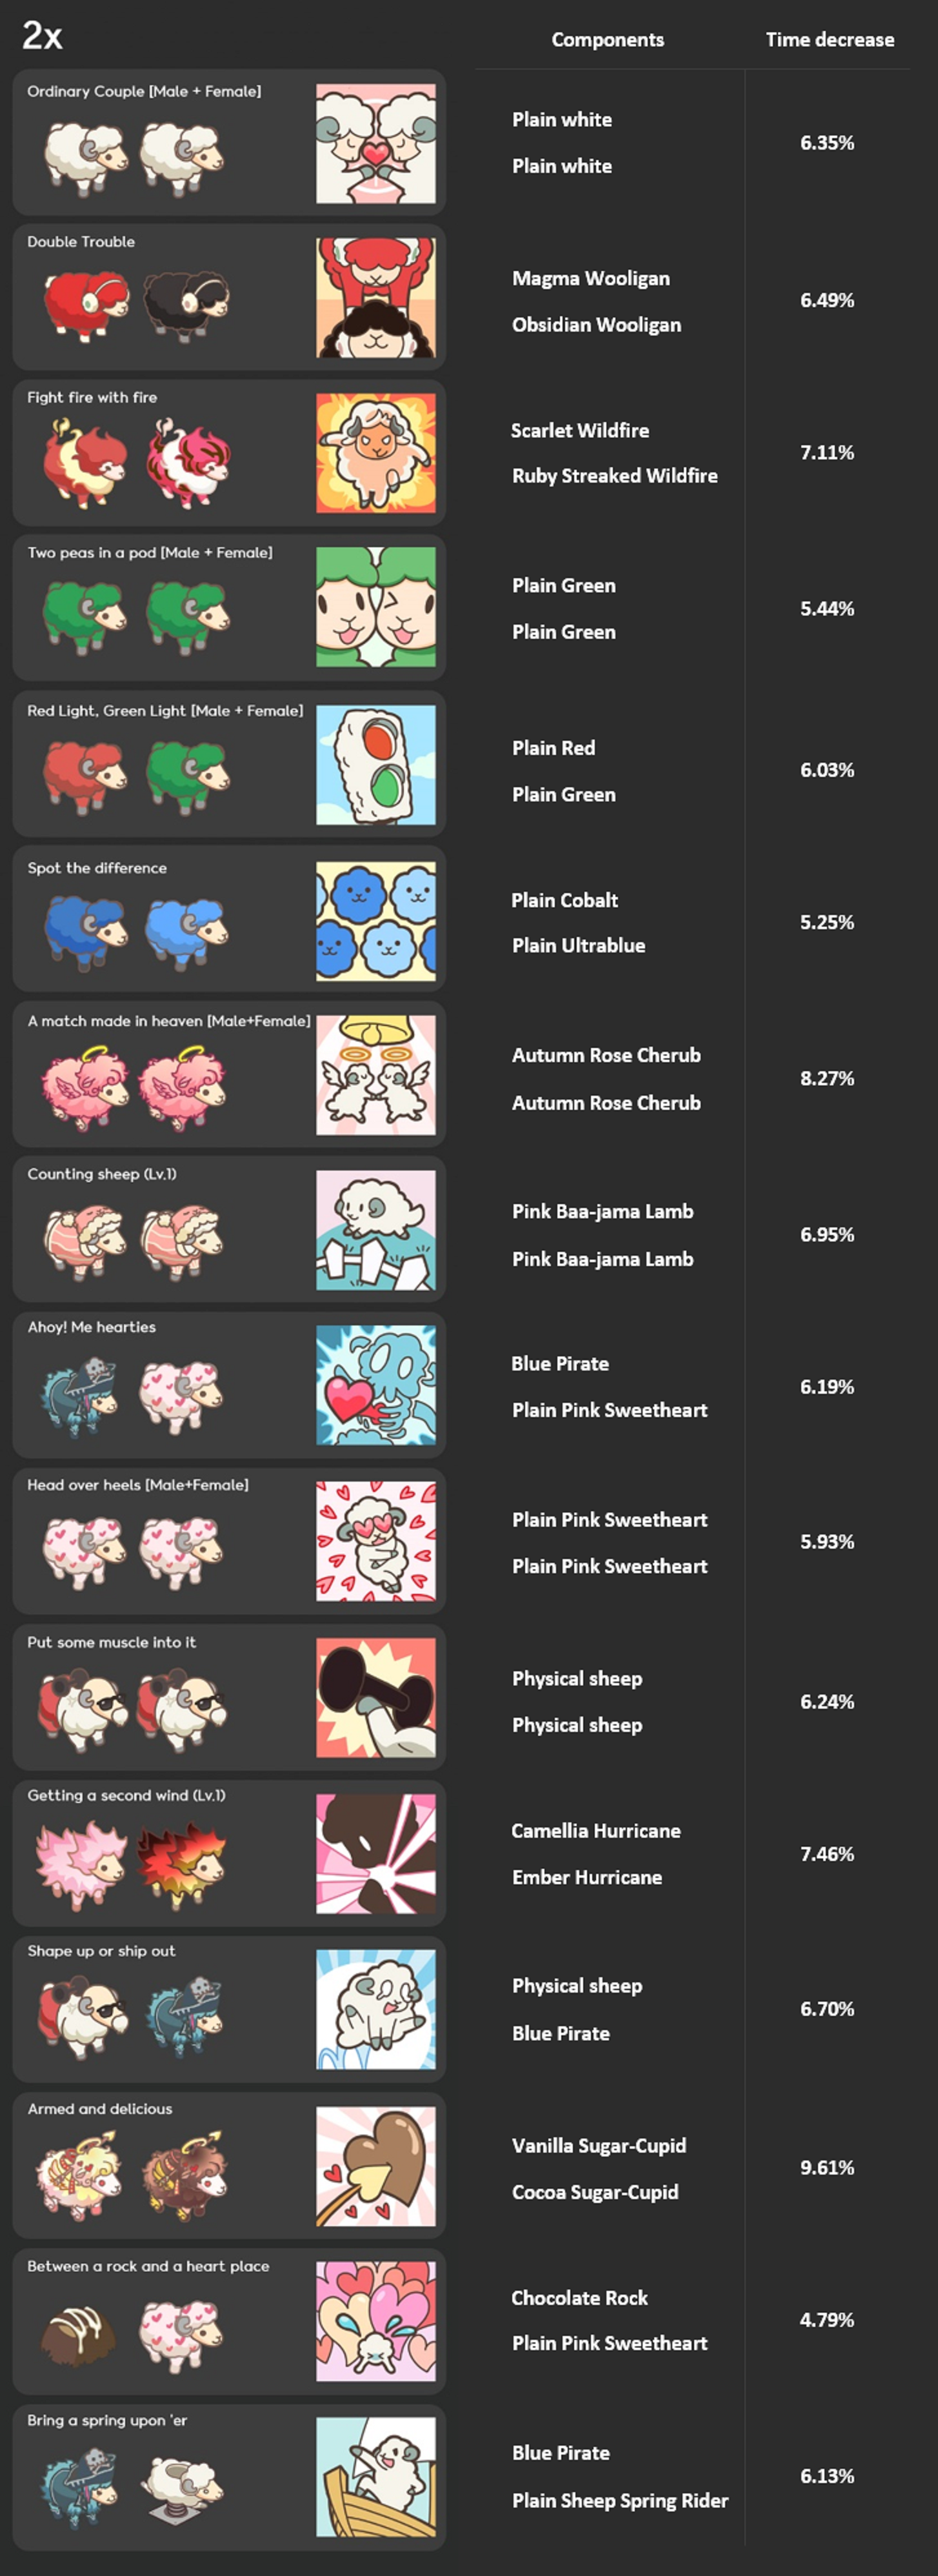 2x
Components
Time decrease
Ordinary Couple [Male + Female]
Plain white
Plain white
6.35%
Double Trouble
Magma Wooligan
Obsidian Wooligan
6.49%
Fight fire with fire
Scarlet Wildfire
Ruby Streaked Wildfire
7.11%
Two peas in a pod [Male + Female]
Plain Green
Plain Green
5.44%
Red Light, Green Light [Male + Female]
Plain Red
Plain Green
6.03%
Spot the difference
Plain Cobalt
Plain Ultrablue
5.25%
A match made in heaven [Male+Female]
Autumn Rose Cherub
Autumn Rose Cherub
8.27%
Counting sheep (Lv.1)
Pink Baa-jama Lamb
Pink Baa-jama Lamb
6.95%
Ahoy! Me hearties
Blue Pirate
Plain Pink Sweetheart
6.19%
Head over heels [Male+Female]
Plain Pink Sweetheart
Plain Pink Sweetheart
5.93%
Put some muscle into it
Physical sheep
Physical sheep
6.24%
Getting a second wind (Lv.1)
Camellia Hurricane
Ember Hurricane
7.46%
Shape up or ship out
Physical sheep
Blue Pirate
6.70%
Armed and delicious
Vanilla Sugar-Cupid
Cocoa Sugar-Cupid
9.61%
Between a rock and a heart place
Chocolate Rock
Plain Pink Sweetheart
4.79%
Bring a spring upon 'er
Blue Pirate
Plain Sheep Spring Rider
6.13%